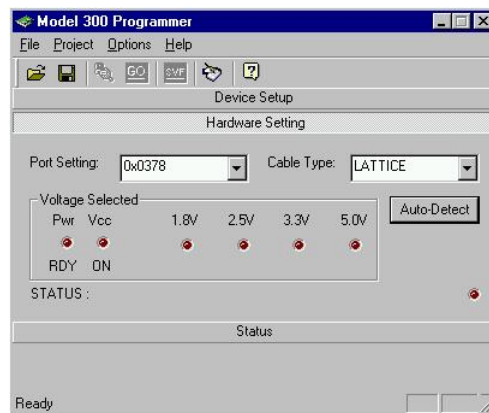 Model 300 Programmer
File Project Options Help
GO SVF
Device Setup
Hardware Setting
Port Setting: 0x0378 Cable Type: LATTICE
Voltage Selected
Auto-Detect
Pwr Vcc 1.8V 2.5V 3.3V 5.0V
RDY ON
STATUS :
Status
Ready